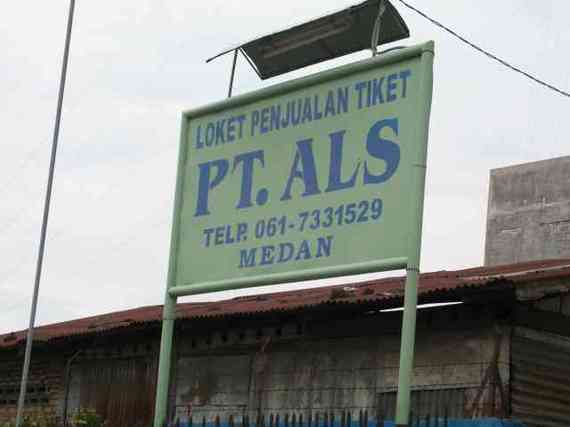 LOKET PENJUALAN TIKET
PT. ALS
TELP. 061-7331529
MEDAN